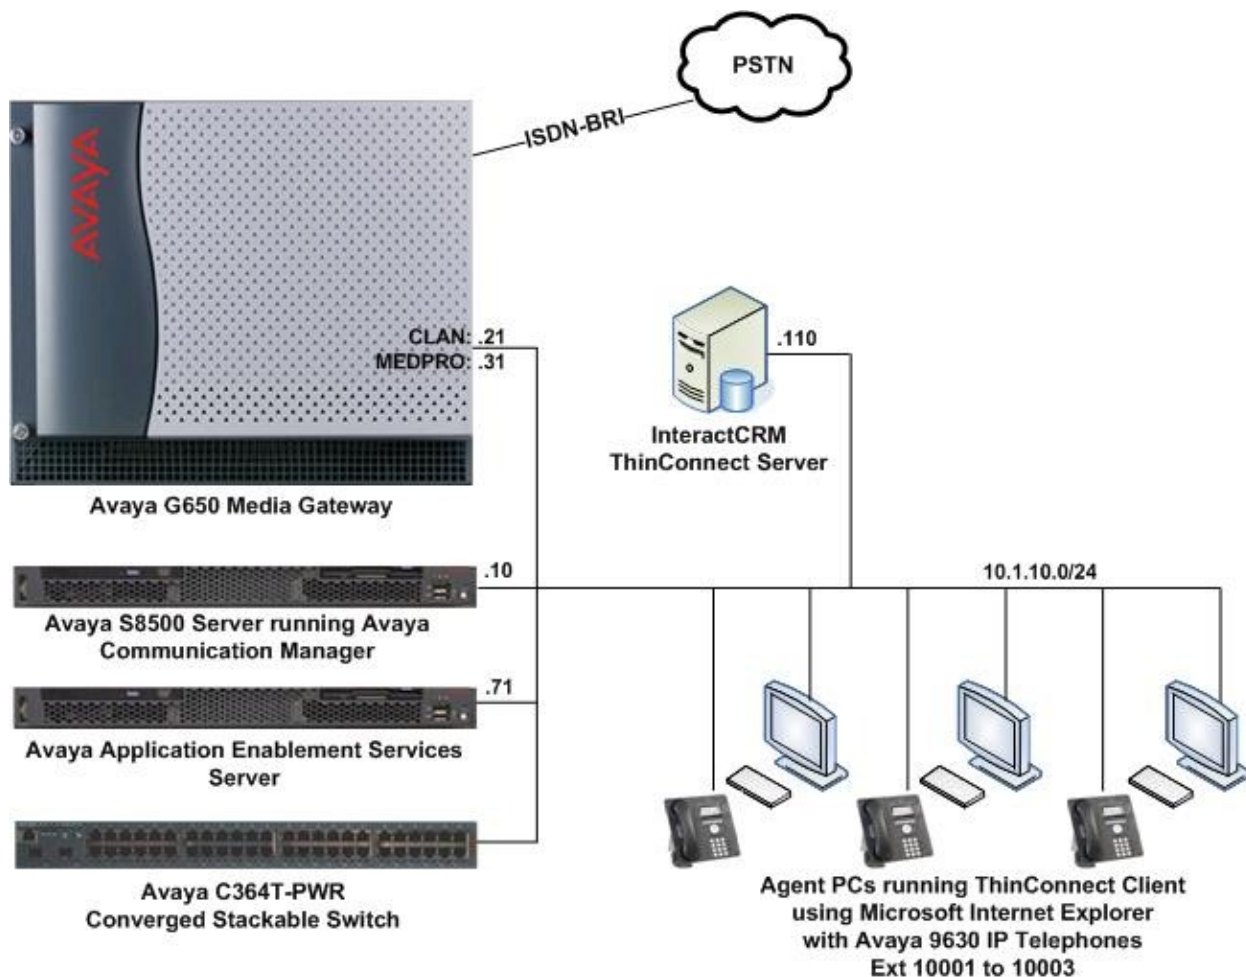 PSTN
ISDN-BRI
AVAYA
CLAN: .21
MEDPRO: .31
Avaya G650 Media Gateway
.110
InteractCRM
ThinConnect Server
.10
10.1.10.0/24
Avaya S8500 Server running Avaya
Communication Manager
.71
Avaya Application Enablement Services
Server
Avaya C364T-PWR
Converged Stackable Switch
Agent PCs running ThinConnect Client
using Microsoft Internet Explorer
with Avaya 9630 IP Telephones
Ext 10001 to 10003